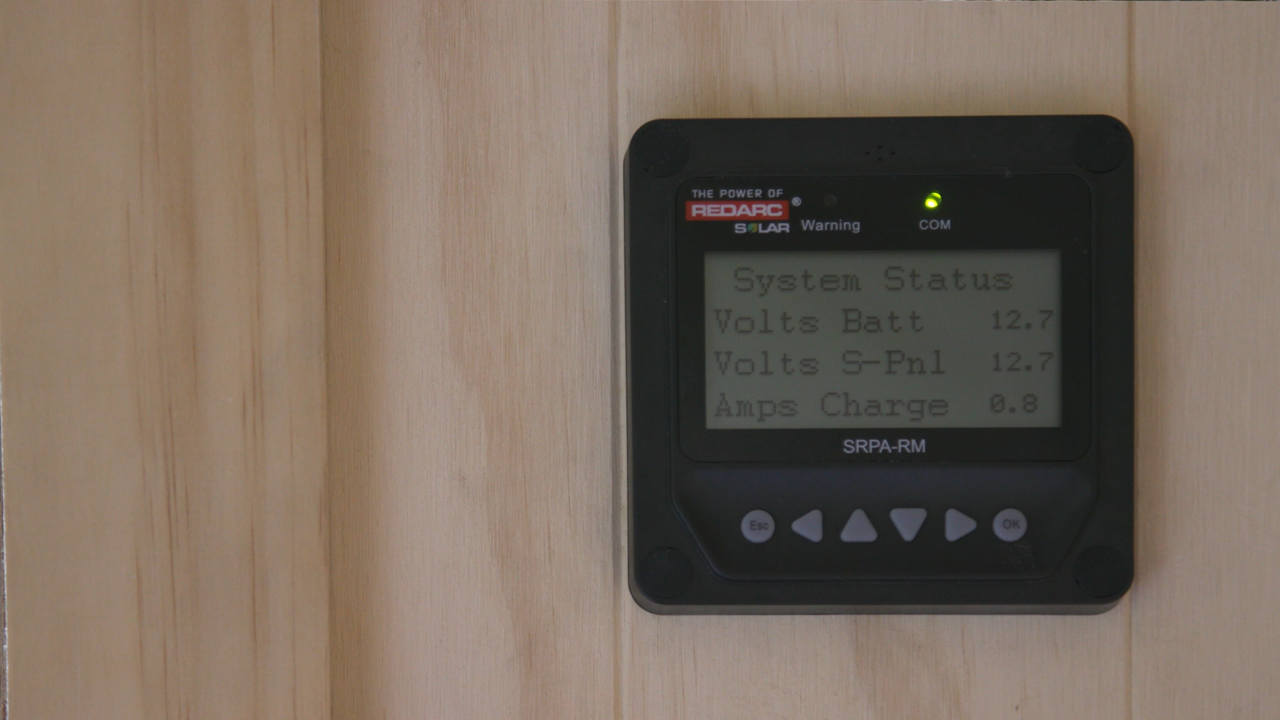 THE POWER OF
REDARC®
SOLAR
Warning
COM
System Status
Volts Batt 12.7
Volts S-Pnl 12.7
Amps Charge 0.8
SRPA-RM
Esc
OK